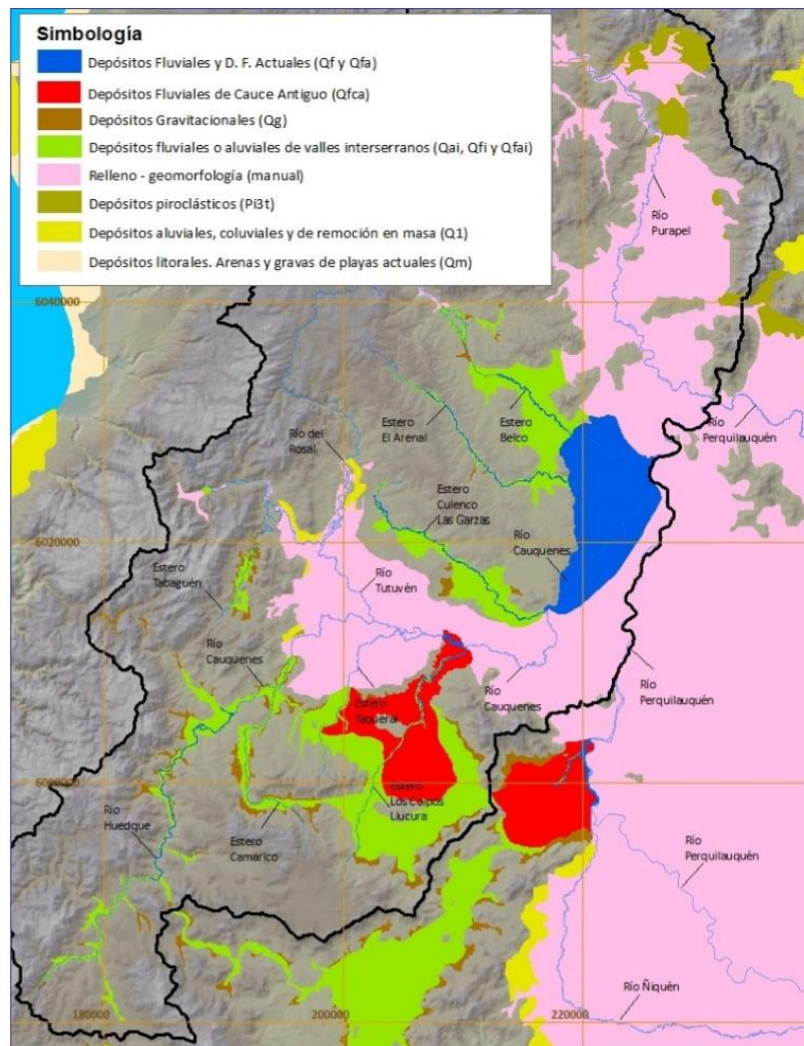 Simbología
Depósitos Fluviales y D. F. Actuales (Qf y Qfa)
Depósitos Fluviales de Cauce Antiguo (Qfca)
Depósitos Gravitacionales (Qg)
Depósitos fluviales o aluviales de valles interserranos (Qai, Qfi y Qfai)
Relleno - geomorfología (manual)
Depósitos piroclásticos (Pi3t)
Depósitos aluviales, coluviales y de remoción en masa (Q1)
Depósitos litorales. Arenas y gravas de playas actuales (Qm)
Río
Purapel
6040000
Estero
El Arenal
Estero
Belco
Río
Perquilauquén
Río del
Rosal
Estero
Culenco
Las Garzas
Río
Cauquenes
6020000
Estero
Tabaguén
Río
Tutuvén
Río
Cauquenes
Río
Cauquenes
Río
Perquilauquén
Estero
6000000
Río
Huedque
Estero
Camarico
Estero
Los Colpos
Liucura
Río
Perquilauquén
Río Ñiquén
180000
200000
220000